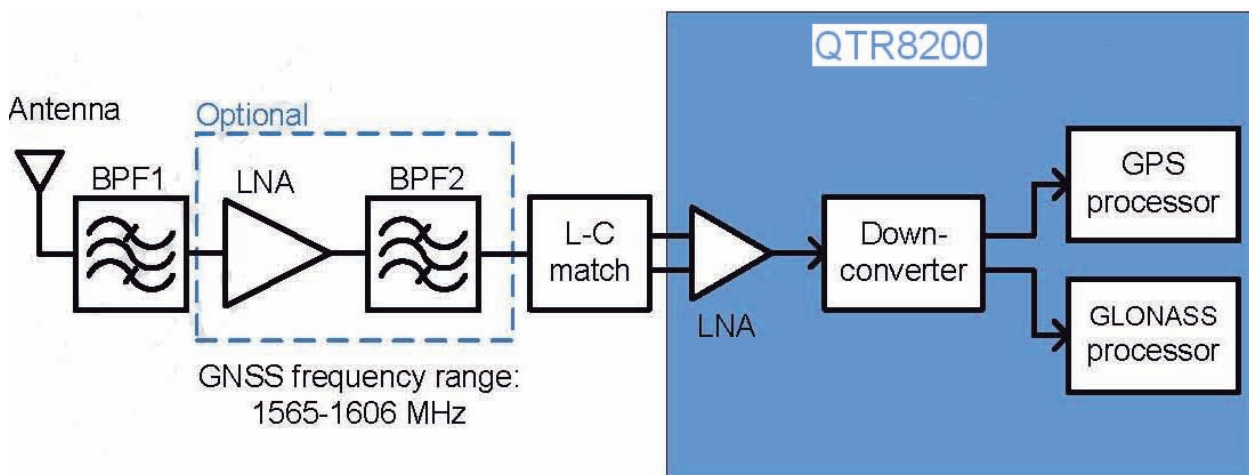 QTR8200
Antenna
Optional
BPF1
LNA
BPF2
L-C
match
LNA
Down-
converter
GPS
processor
GLONASS
processor
GNSS frequency range:
1565-1606 MHz